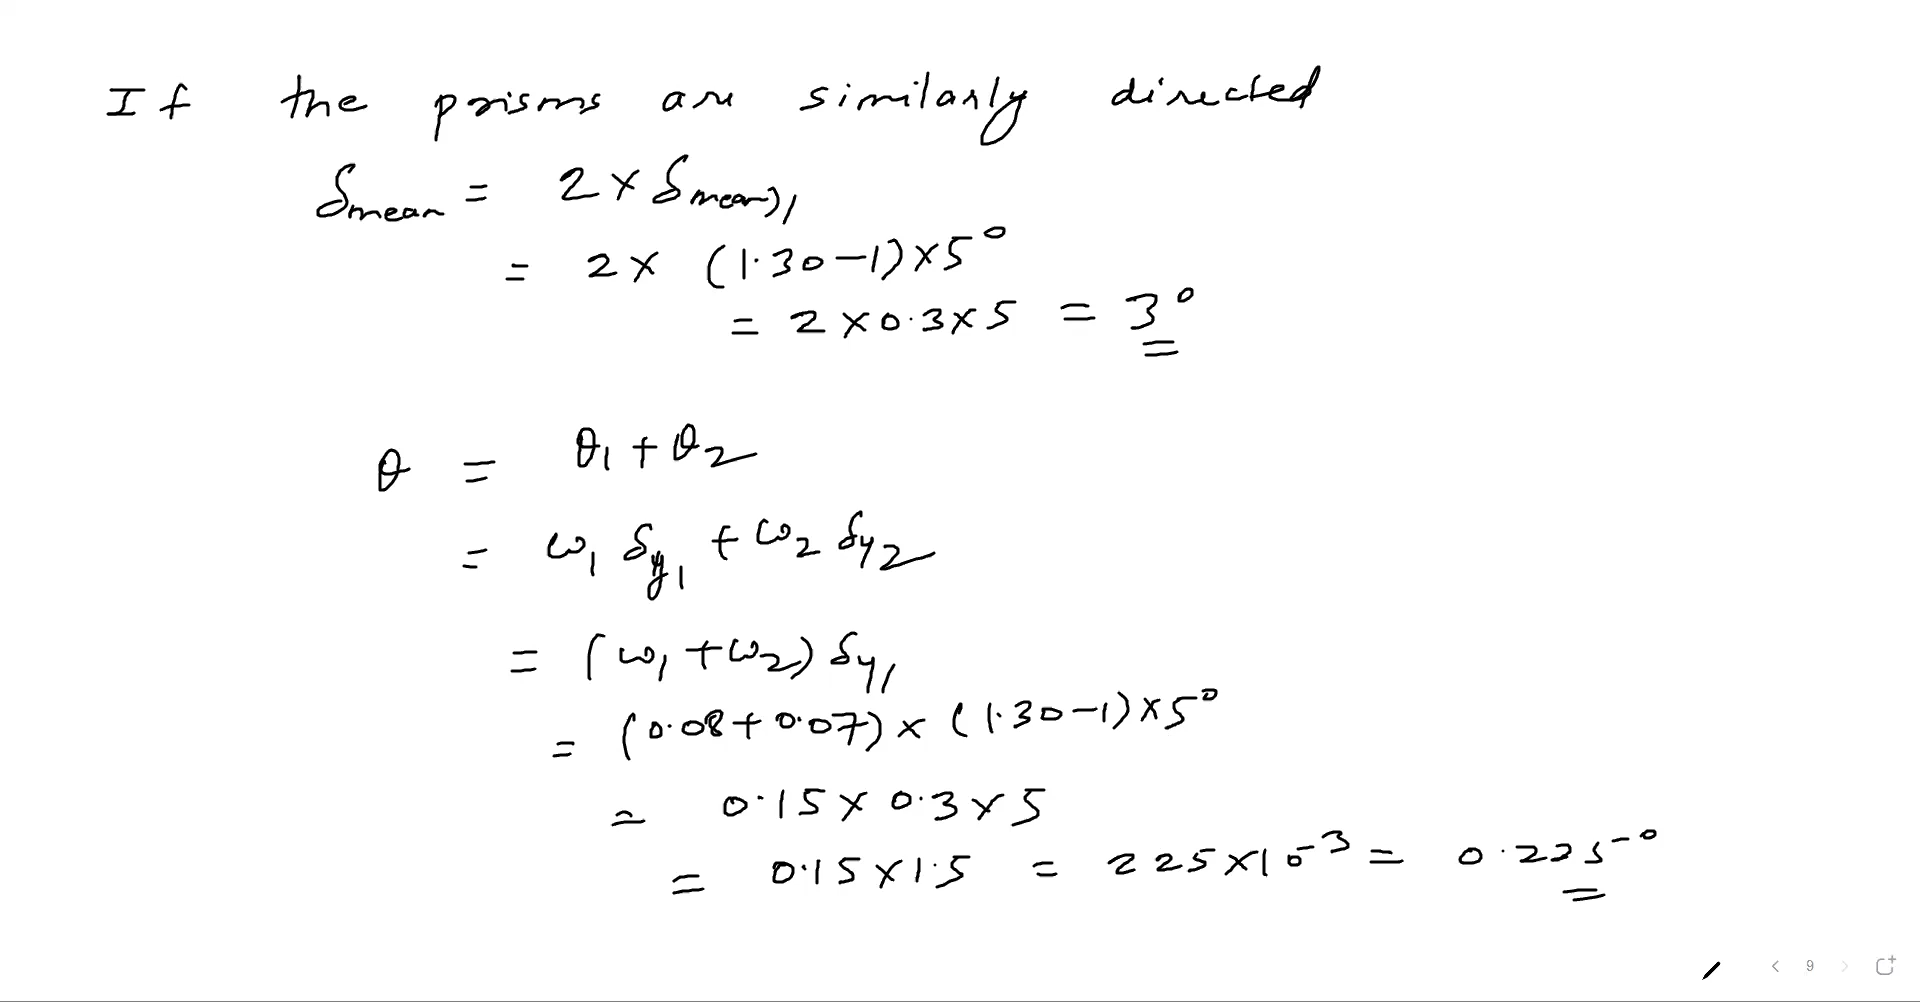 If the prisms are similarly directed
δmean = 2 × δmean,1
= 2 × (1.30-1)×5°
= 2 ×0.3×5 = 3°
θ = θ1 + θ2
= ω1 δy1 + ω2 δy2
= (ω1 +ω2) δy1
= (0.08+0.07)× (1.30-1)×5°
= 0.15× 0.3×5
= 0.15×1.5 = 225×10-3 = 0.225°
9